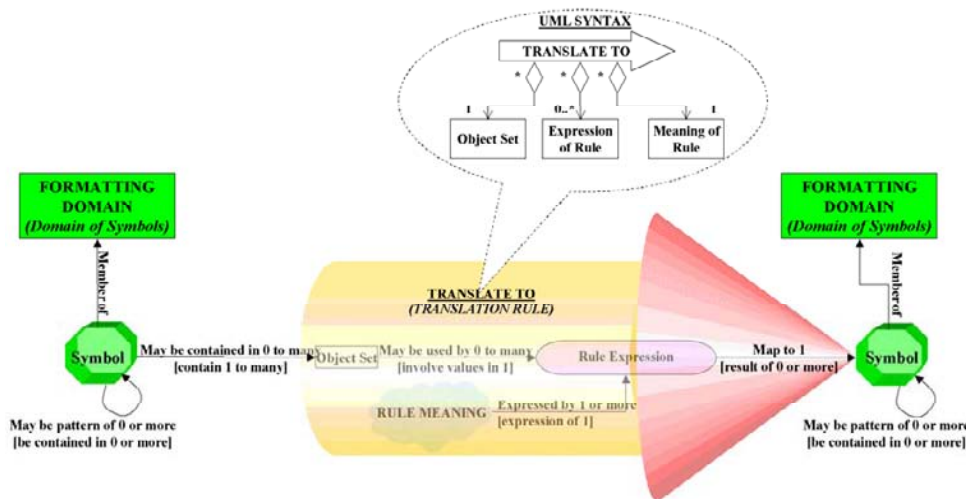 UML SYNTAX
TRANSLATE TO
* * *
1 0..* 1
Object Set
Expression
of Rule
Meaning of
Rule
FORMATTING
DOMAIN
(Domain of Symbols)
FORMATTING
DOMAIN
(Domain of Symbols)
Member of
Member of
TRANSLATE TO
(TRANSLATION RULE)
Symbol
May be contained in 0 to many
[contain 1 to many]
Object Set
May be used by 0 to many
[involve values in 1]
Rule Expression
Map to 1
[result of 0 or more]
Symbol
RULE MEANING
Expressed by 1 or more
[expression of 1]
May be pattern of 0 or more
[be contained in 0 or more]
May be pattern of 0 or more
[be contained in 0 or more]